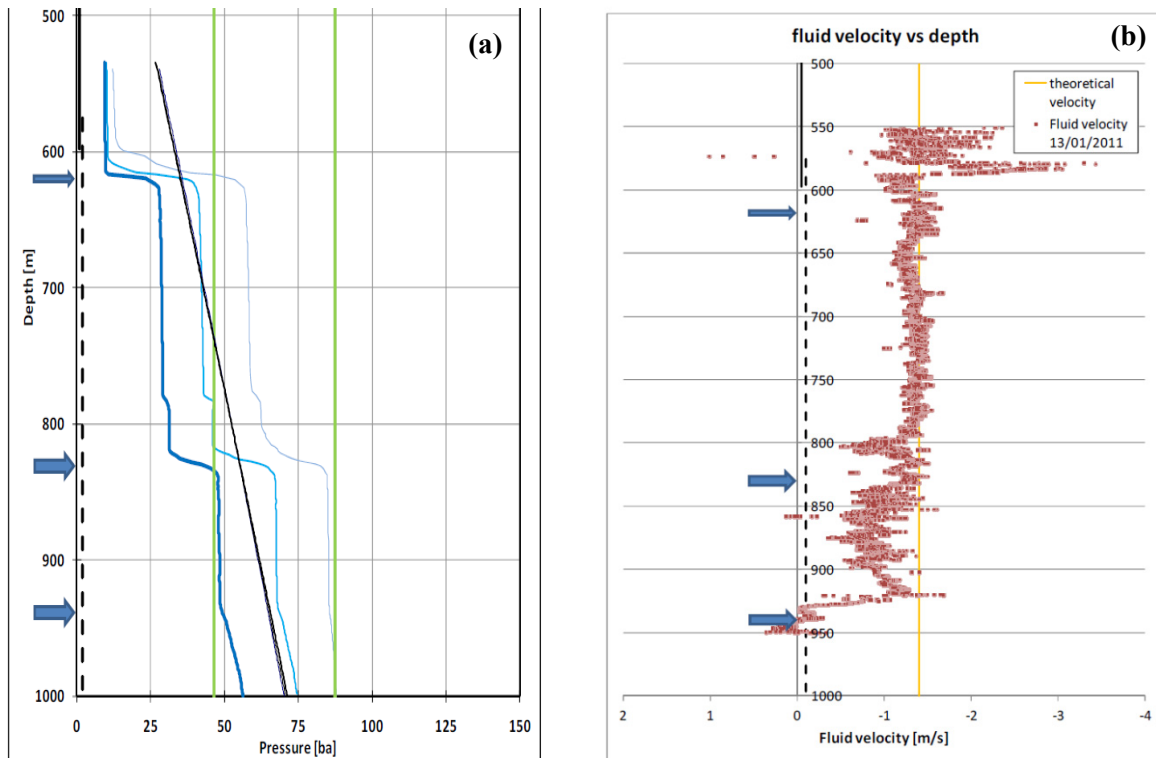 (a)
500
600
700
800
900
1000
Depth [m]
0 25 50 75 100 125 150
Pressure [ba]
(b)
fluid velocity vs depth
theoretical
velocity
Fluid velocity
13/01/2011
500
550
600
650
700
750
800
850
900
950
1000
2 1 0 -1 -2 -3 -4
Fluid velocity [m/s]